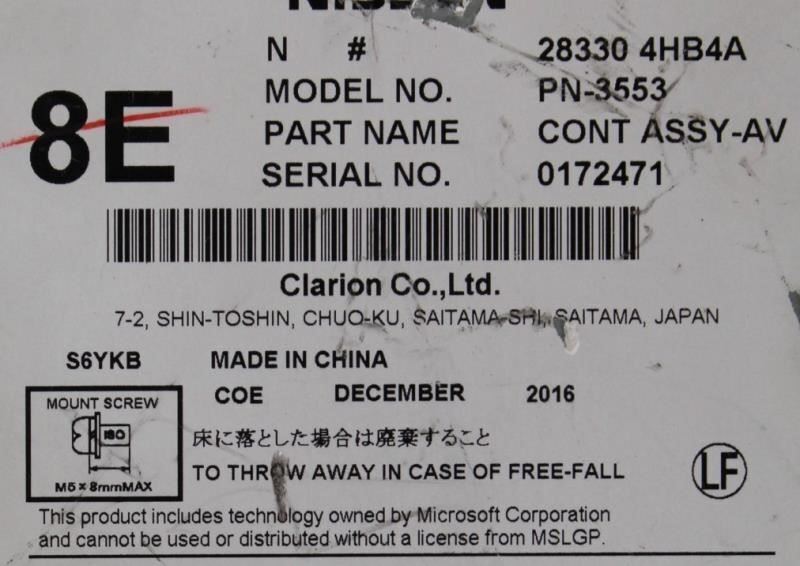 NISSAN
N #
28330 4HB4A
8E
MODEL NO.
PN-3553
PART NAME
CONT ASSY-AV
SERIAL NO.
0172471
Clarion Co.,Ltd.
7-2, SHIN-TOSHIN, CHUO-KU, SAITAMA-SHI, SAITAMA, JAPAN
S6YKB
MADE IN CHINA
COE
DECEMBER
2016
MOUNT SCREW
ISO
M5 x 8mmMAX
床に落とした場合は廃棄すること
TO THROW AWAY IN CASE OF FREE-FALL
LF
This product includes technology owned by Microsoft Corporation
and cannot be used or distributed without a license from MSLGP.